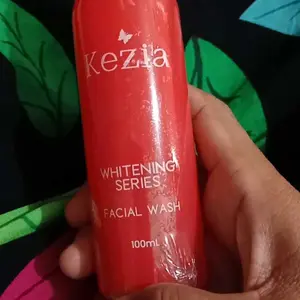 Kezia
WHITENING
SERIES
FACIAL WASH
100mL